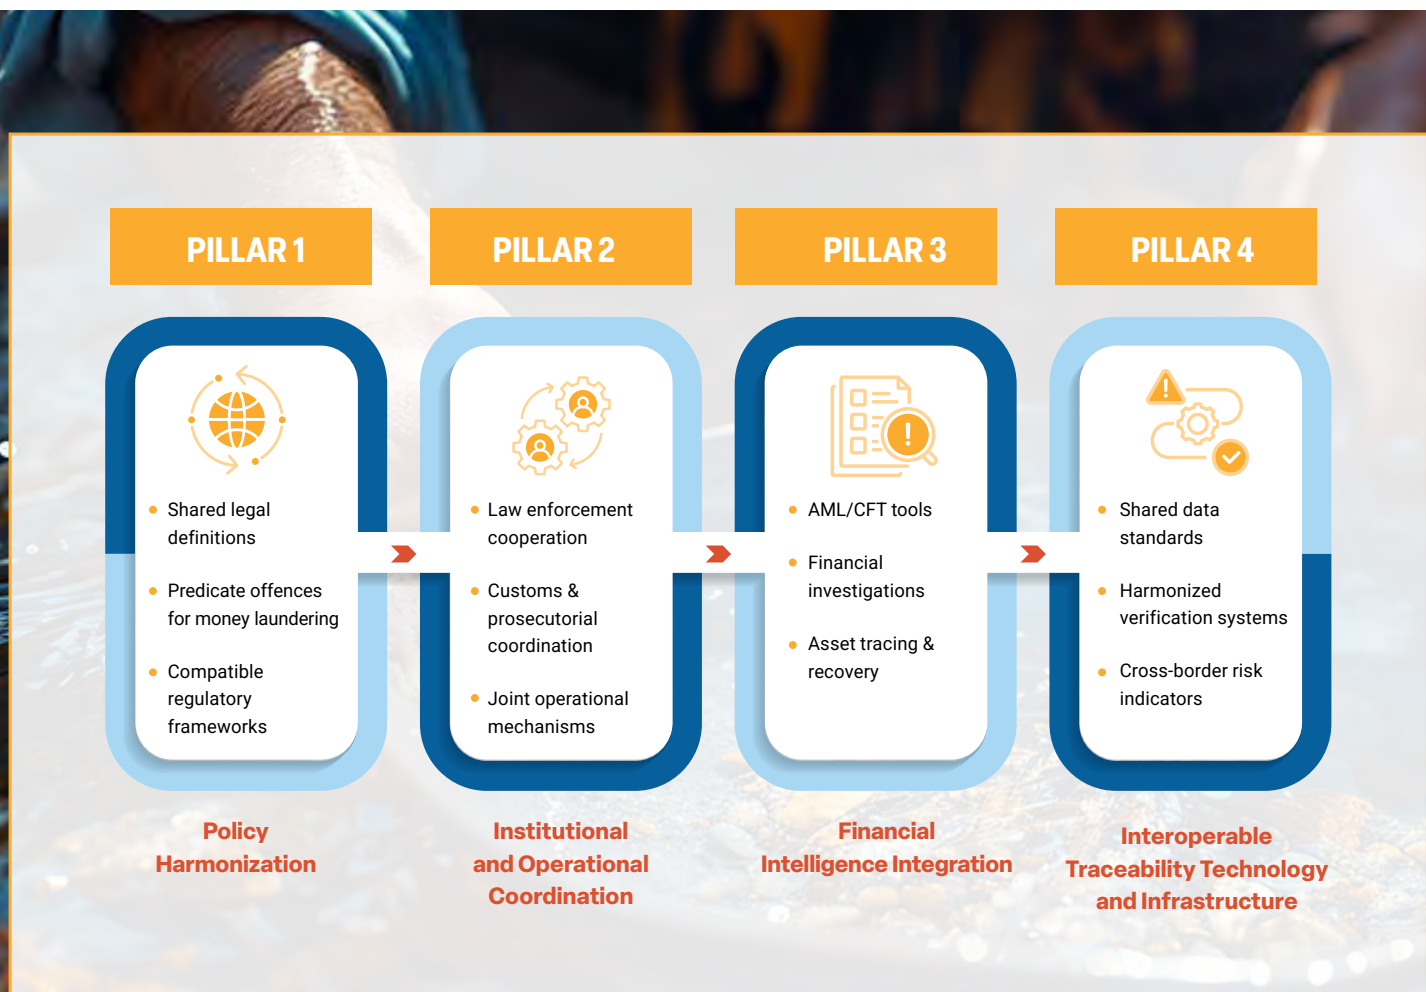 PILLAR 1
Shared legal
definitions
Predicate offences
for money laundering
Compatible
regulatory
frameworks
Policy
Harmonization
PILLAR 2
Law enforcement
cooperation
Customs &
prosecutorial
coordination
Joint operational
mechanisms
Institutional
and Operational
Coordination
PILLAR 3
AML/CFT tools
Financial
investigations
Asset tracing &
recovery
Financial
Intelligence Integration
PILLAR 4
Shared data
standards
Harmonized
verification systems
Cross-border risk
indicators
Interoperable
Traceability Technology
and Infrastructure